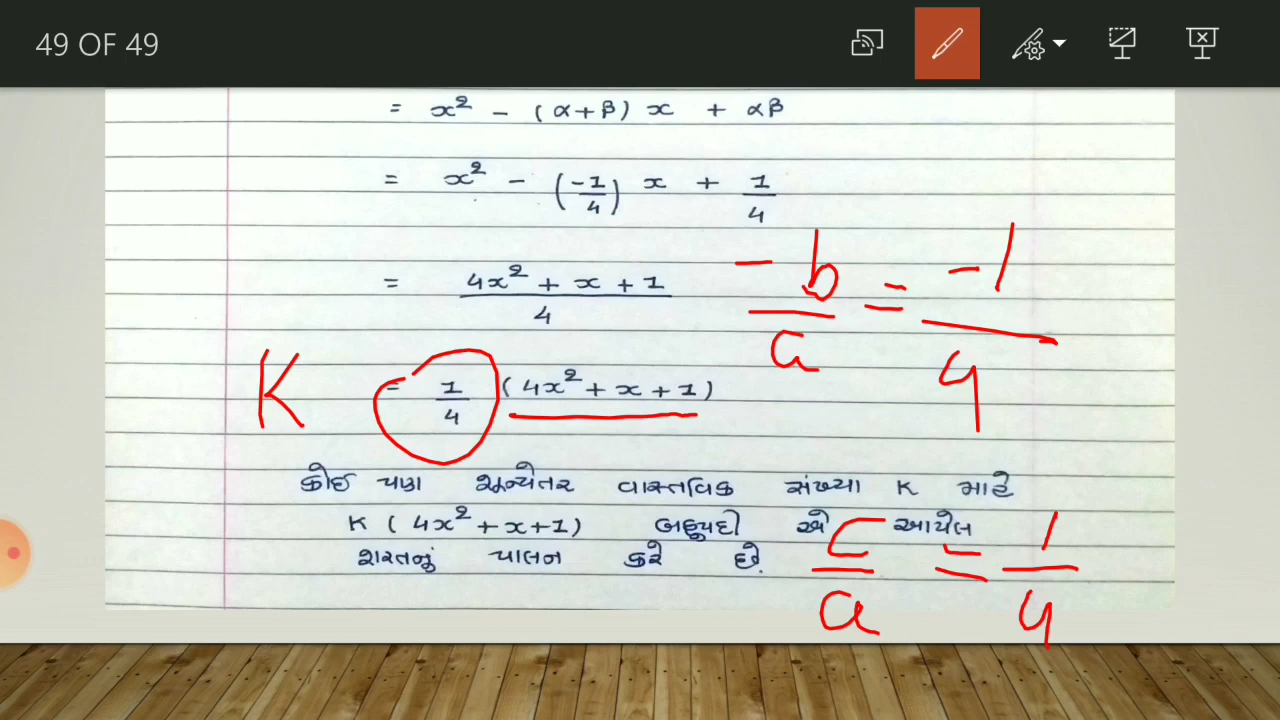 49 OF 49
= x² - (α+β) x + αβ
= x² - (-1/4) x + 1/4
= 4x² + x + 1 / 4
-b/a = -1/4
K
= 1/4 (4x² + x + 1)
કોઈ પણ શૂન્યેતર વાસ્તવિક સંખ્યા K માટે
K (4x² + x + 1) બહુપદી એ આપેલ
શરતનું પાલન કરે છે.
c/a = 1/4